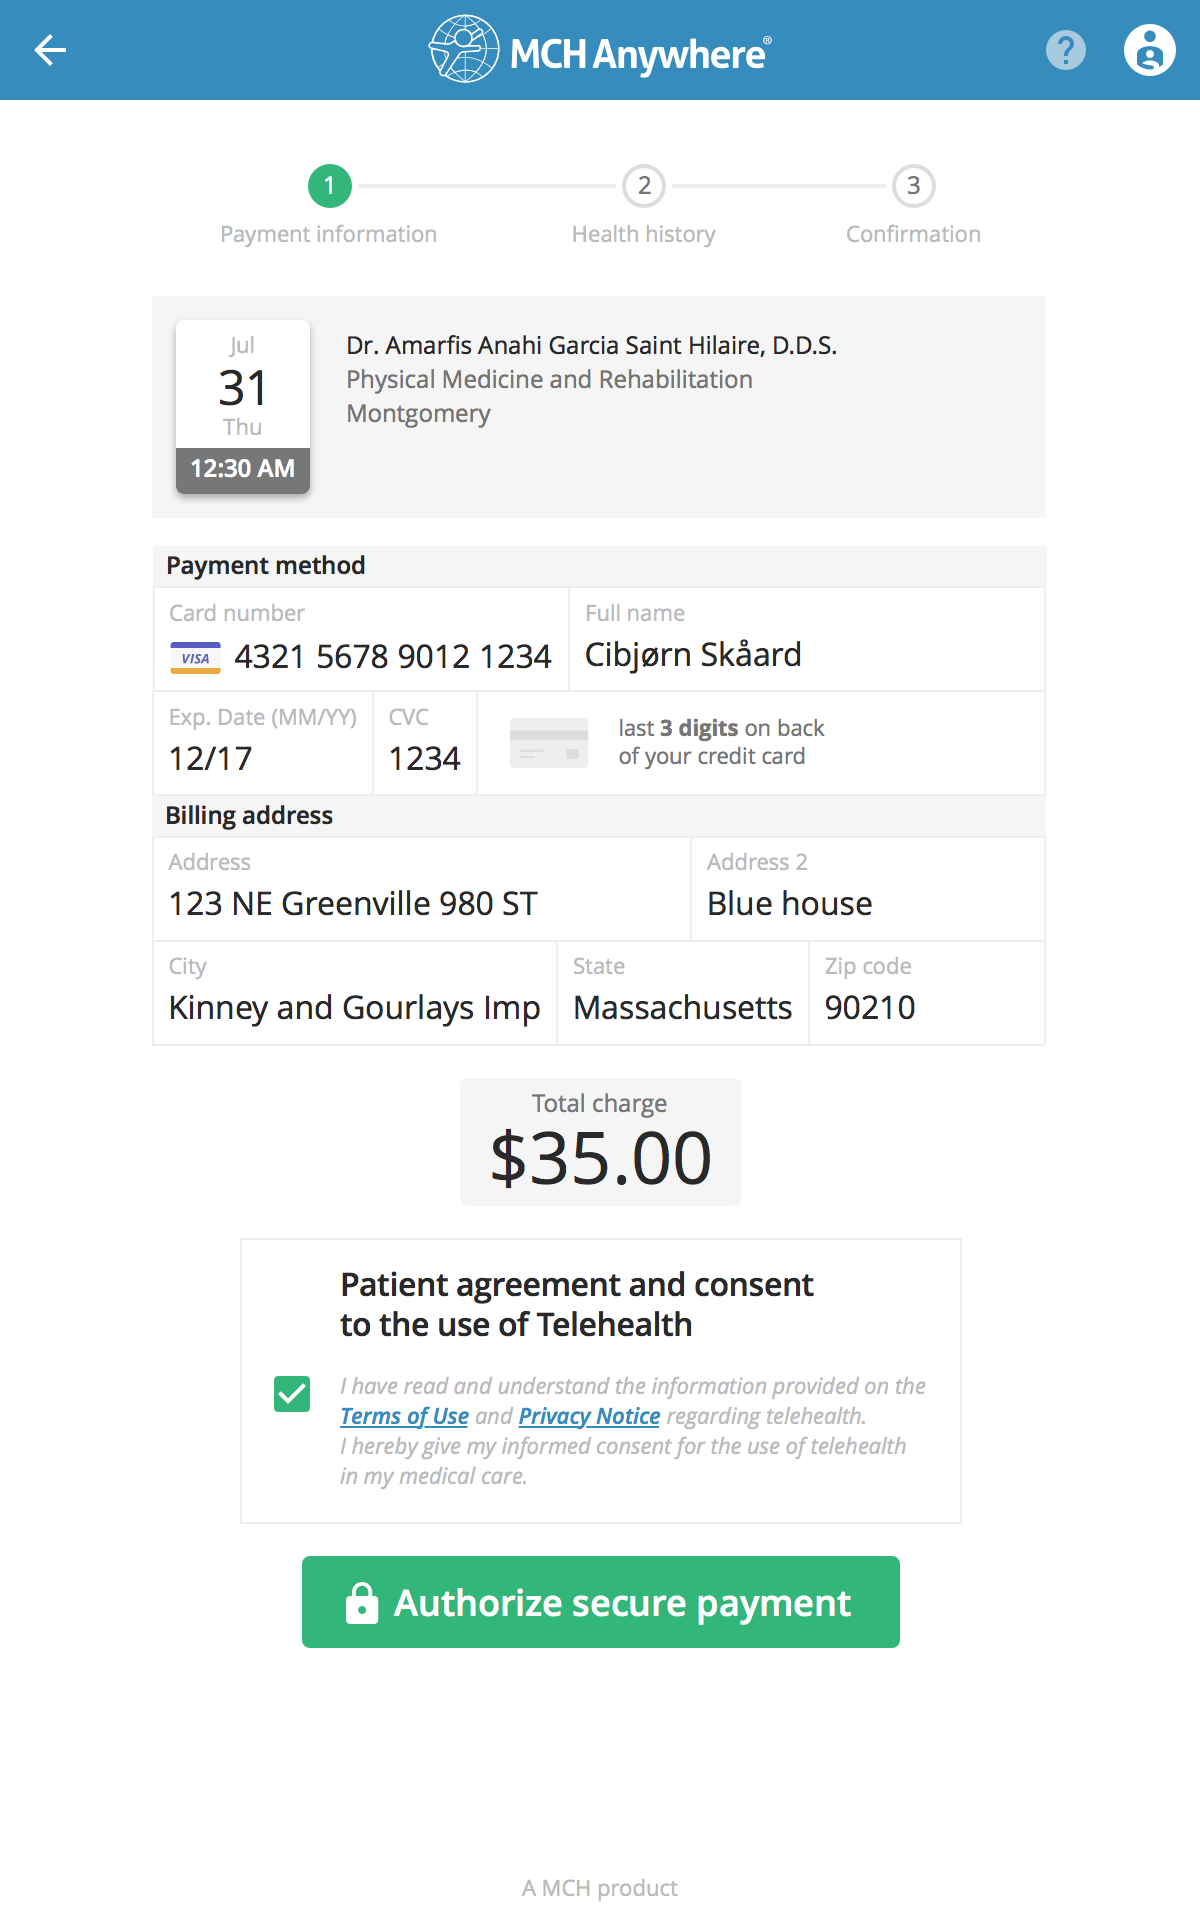 MCH Anywhere®
?
1 2 3
Payment information Health history Confirmation
Jul
31
Thu
12:30 AM
Dr. Amarfis Anahi Garcia Saint Hilaire, D.D.S.
Physical Medicine and Rehabilitation
Montgomery
Payment method
Card number Full name
VISA 4321 5678 9012 1234 Cibjørn Skåard
Exp. Date (MM/YY) CVC
12/17 1234
last 3 digits on back
of your credit card
Billing address
Address Address 2
123 NE Greenville 980 ST Blue house
City State Zip code
Kinney and Gourlays Imp Massachusetts 90210
Total charge
$35.00
Patient agreement and consent
to the use of Telehealth
I have read and understand the information provided on the
Terms of Use and Privacy Notice regarding telehealth.
I hereby give my informed consent for the use of telehealth
in my medical care.
Authorize secure payment
A MCH product